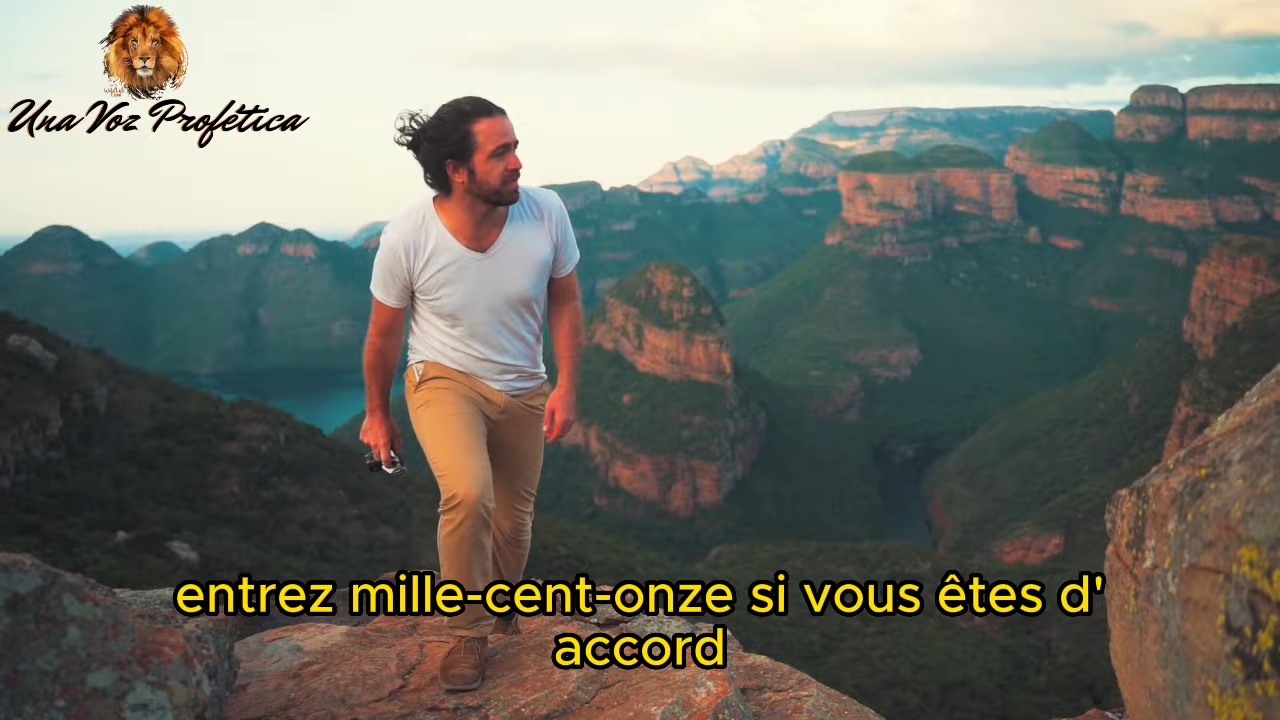 Una Voz Profética
entrez mille-cent-onze si vous êtes d'
accord